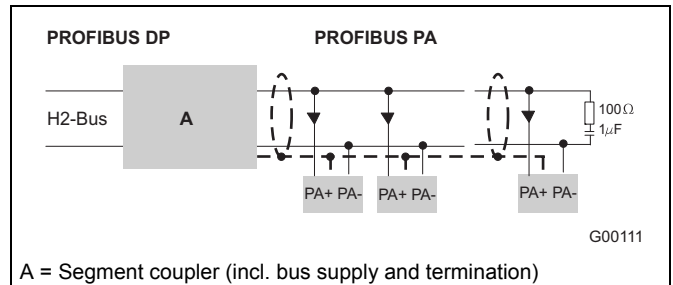 PROFIBUS DP PROFIBUS PA
H2-Bus A 100Ω
1µF
PA+ PA- PA+ PA- PA+ PA-
G00111
A = Segment coupler (incl. bus supply and termination)